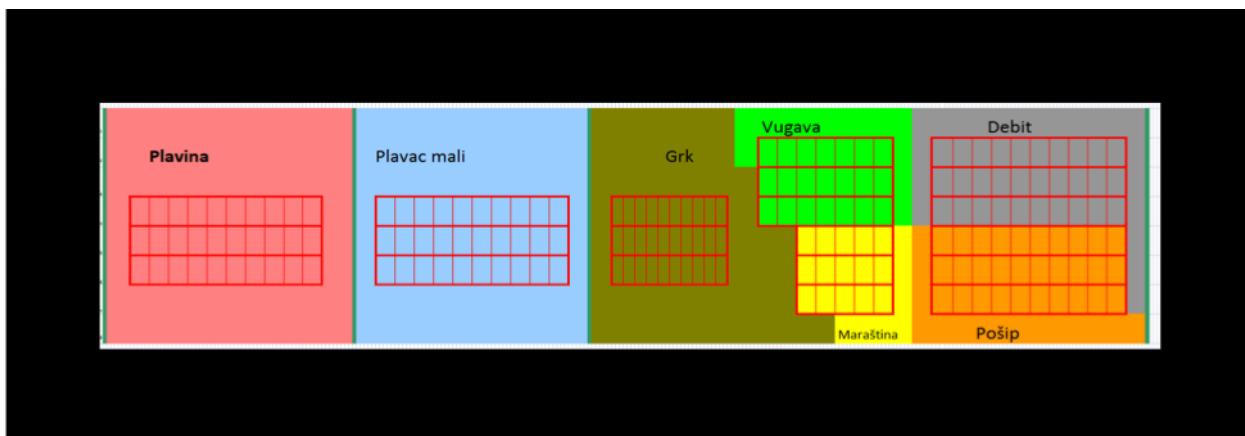 Plavina
Plavac mali
Grk
Vugava
Debit
Maraština
Pošip